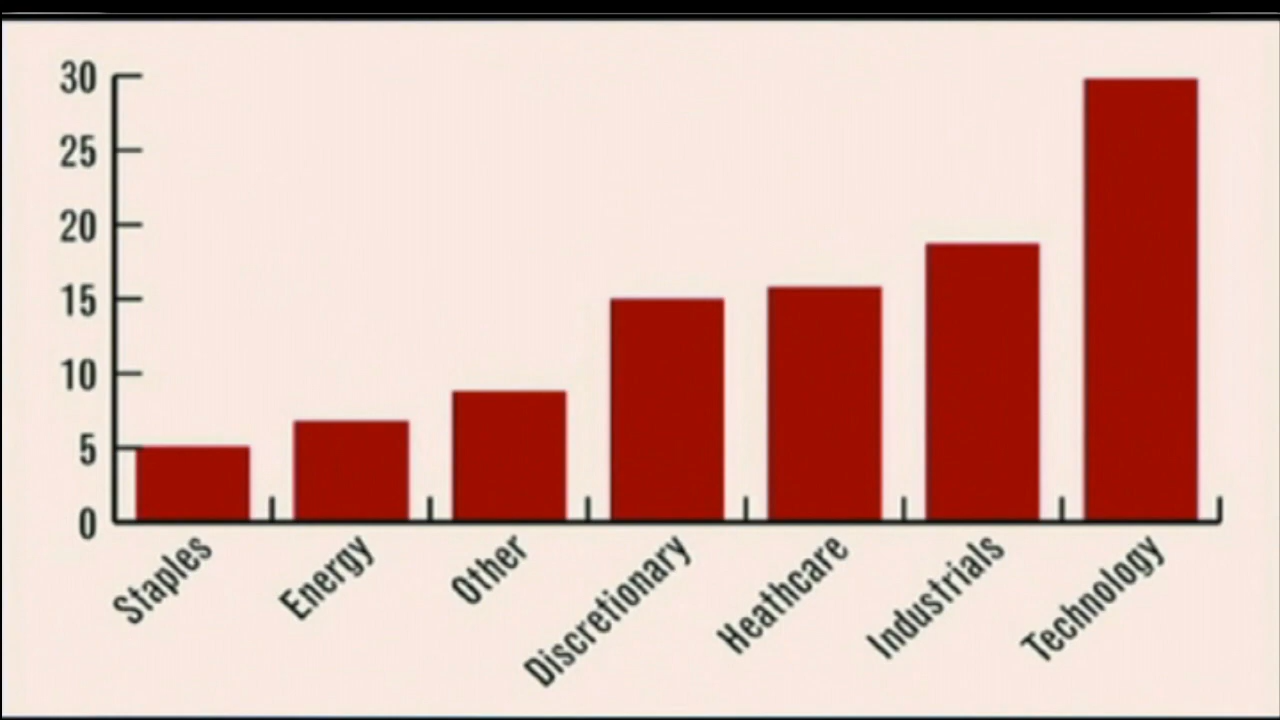 30
25
20
15
10
5
0
Staples
Energy
Other
Discretionary
Heathcare
Industrials
Technology